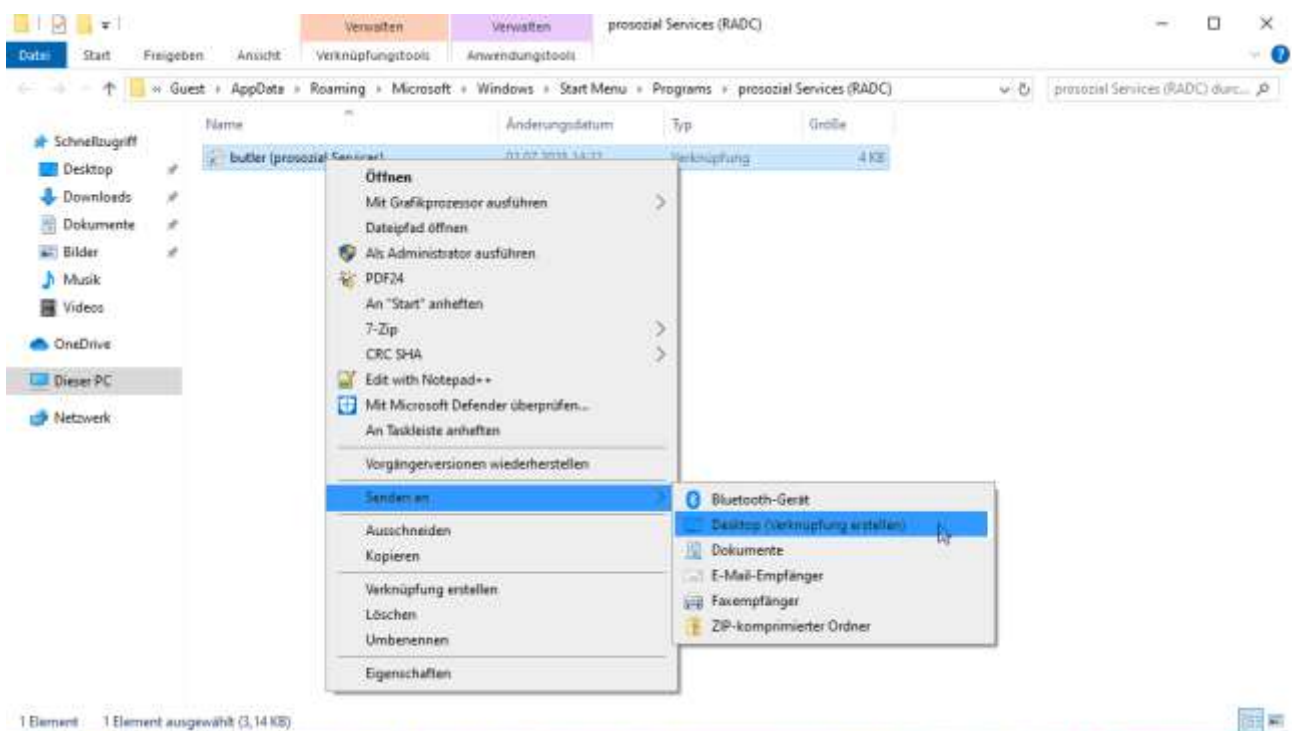 Verwalten
Verwalten
prosozial Services (RADC)
Datei
Start
Freigeben
Ansicht
Verknüpfungstools
Anwendungstools
« Guest › AppData › Roaming › Microsoft › Windows › Start Menu › Programs › prosozial Services (RADC)
prosozial Services (RADC) durc...
Name
Änderungsdatum
Typ
Größe
butler (prosozial Services)
Verknüpfung
4 KB
Schnellzugriff
Desktop
Downloads
Dokumente
Bilder
Musik
Videos
OneDrive
Dieser PC
Netzwerk
Öffnen
Mit Grafikprozessor ausführen
Dateipfad öffnen
Als Administrator ausführen
PDF24
An "Start" anheften
7-Zip
CRC SHA
Edit with Notepad++
Mit Microsoft Defender überprüfen...
An Taskleiste anheften
Vorgängerversionen wiederherstellen
Senden an
Ausschneiden
Kopieren
Verknüpfung erstellen
Löschen
Umbenennen
Eigenschaften
Bluetooth-Gerät
Desktop (Verknüpfung erstellen)
Dokumente
E-Mail-Empfänger
Faxempfänger
ZIP-komprimierter Ordner
1 Element
1 Element ausgewählt (3,14 KB)